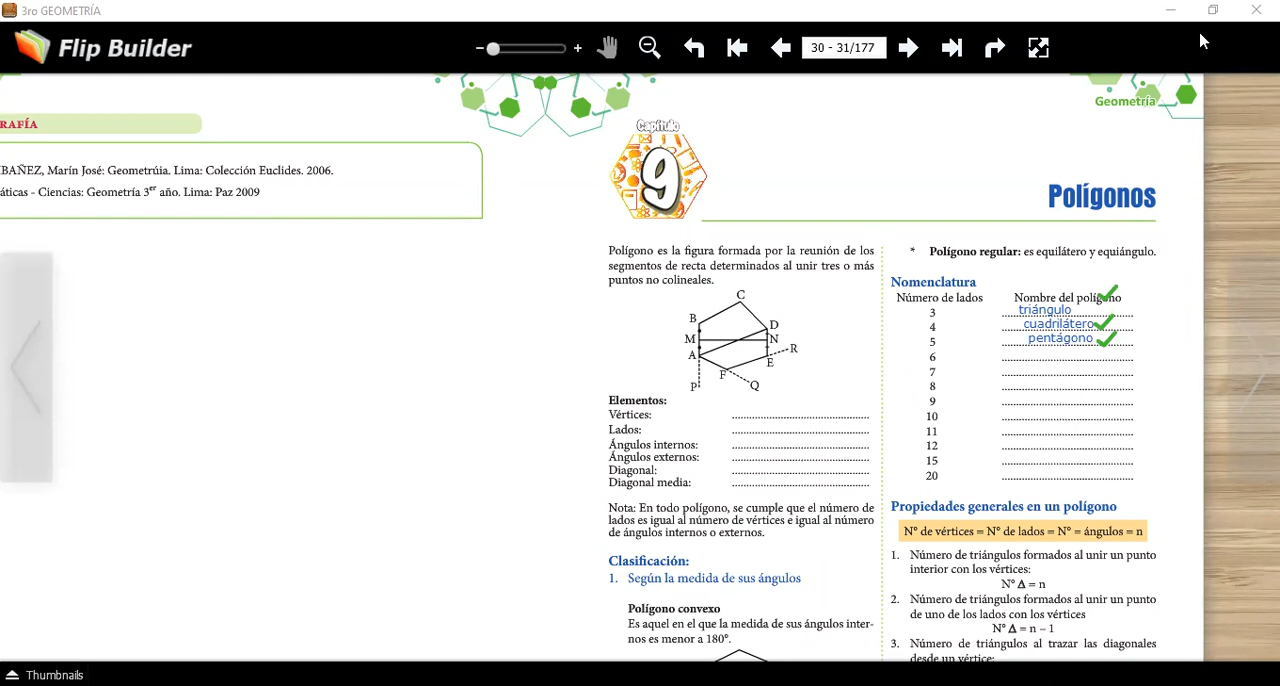 3ro GEOMETRÍA
Flip Builder
30 - 31/177
RAFÍA
IBAÑEZ, Marín José: Geometrúia. Lima: Colección Euclides. 2006.
áticas - Ciencias: Geometría 3er año. Lima: Paz 2009
Geometría
Capítulo
9
Polígonos
Polígono es la figura formada por la reunión de los
segmentos de recta determinados al unir tres o más
puntos no colineales.
C
B
D
M
N
A
R
E
F
P
Q
Elementos:
Vértices: ........................................
Lados: ........................................
Ángulos internos: ........................................
Ángulos externos: ........................................
Diagonal: ........................................
Diagonal media: ........................................
Nota: En todo polígono, se cumple que el número de
lados es igual al número de vértices e igual al número
de ángulos internos o externos.
Clasificación:
1. Según la medida de sus ángulos
Polígono convexo
Es aquel en el que la medida de sus ángulos inter-
nos es menor a 180°.
* Polígono regular: es equilátero y equiángulo.
Nomenclatura
Número de lados Nombre del polígono
3 triángulo
4 cuadrilátero
5 pentágono
6 ........................................
7 ........................................
8 ........................................
9 ........................................
10 ........................................
11 ........................................
12 ........................................
15 ........................................
20 ........................................
Propiedades generales en un polígono
N° de vértices = N° de lados = N° = ángulos = n
1. Número de triángulos formados al unir un punto
interior con los vértices:
N° Δ = n
2. Número de triángulos formados al unir un punto
de uno de los lados con los vértices
N° Δ = n – 1
3. Número de triángulos al trazar las diagonales
desde un vértice:
Thumbnails